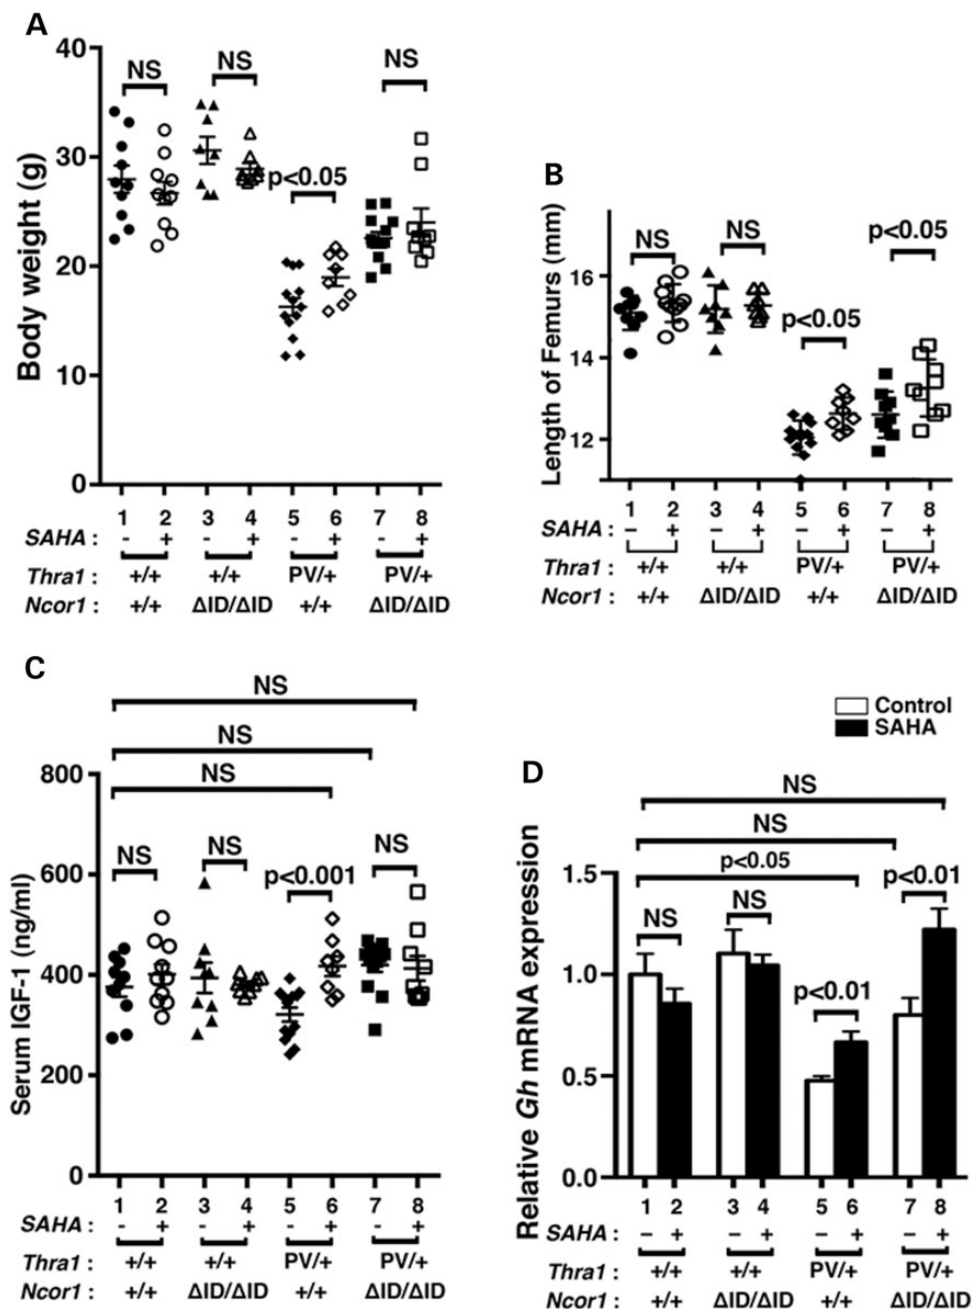 A
40
30
20
10
0
Body weight (g)
NS
NS
p<0.05
NS
1 2 3 4 5 6 7 8
SAHA : - + - + - + - +
Thra1 : +/+ +/+ PV/+ PV/+
Ncor1 : +/+ ΔID/ΔID +/+ ΔID/ΔID
B
16
14
12
Length of Femurs (mm)
NS
NS
p<0.05
p<0.05
1 2 3 4 5 6 7 8
SAHA : – + – + – + – +
Thra1 : +/+ +/+ PV/+ PV/+
Ncor1 : +/+ ΔID/ΔID +/+ ΔID/ΔID
C
NS
NS
NS
800
600
400
200
0
Serum IGF-1 (ng/ml)
NS
NS
p<0.001
NS
1 2 3 4 5 6 7 8
SAHA : - + - + - + - +
Thra1 : +/+ +/+ PV/+ PV/+
Ncor1 : +/+ ΔID/ΔID +/+ ΔID/ΔID
Control
SAHA
D
NS
NS
p<0.05
1.5
1.0
0.5
0.0
Relative Gh mRNA expression
NS
NS
p<0.01
p<0.01
1 2 3 4 5 6 7 8
SAHA : – + – + – + – +
Thra1 : +/+ +/+ PV/+ PV/+
Ncor1 : +/+ ΔID/ΔID +/+ ΔID/ΔID